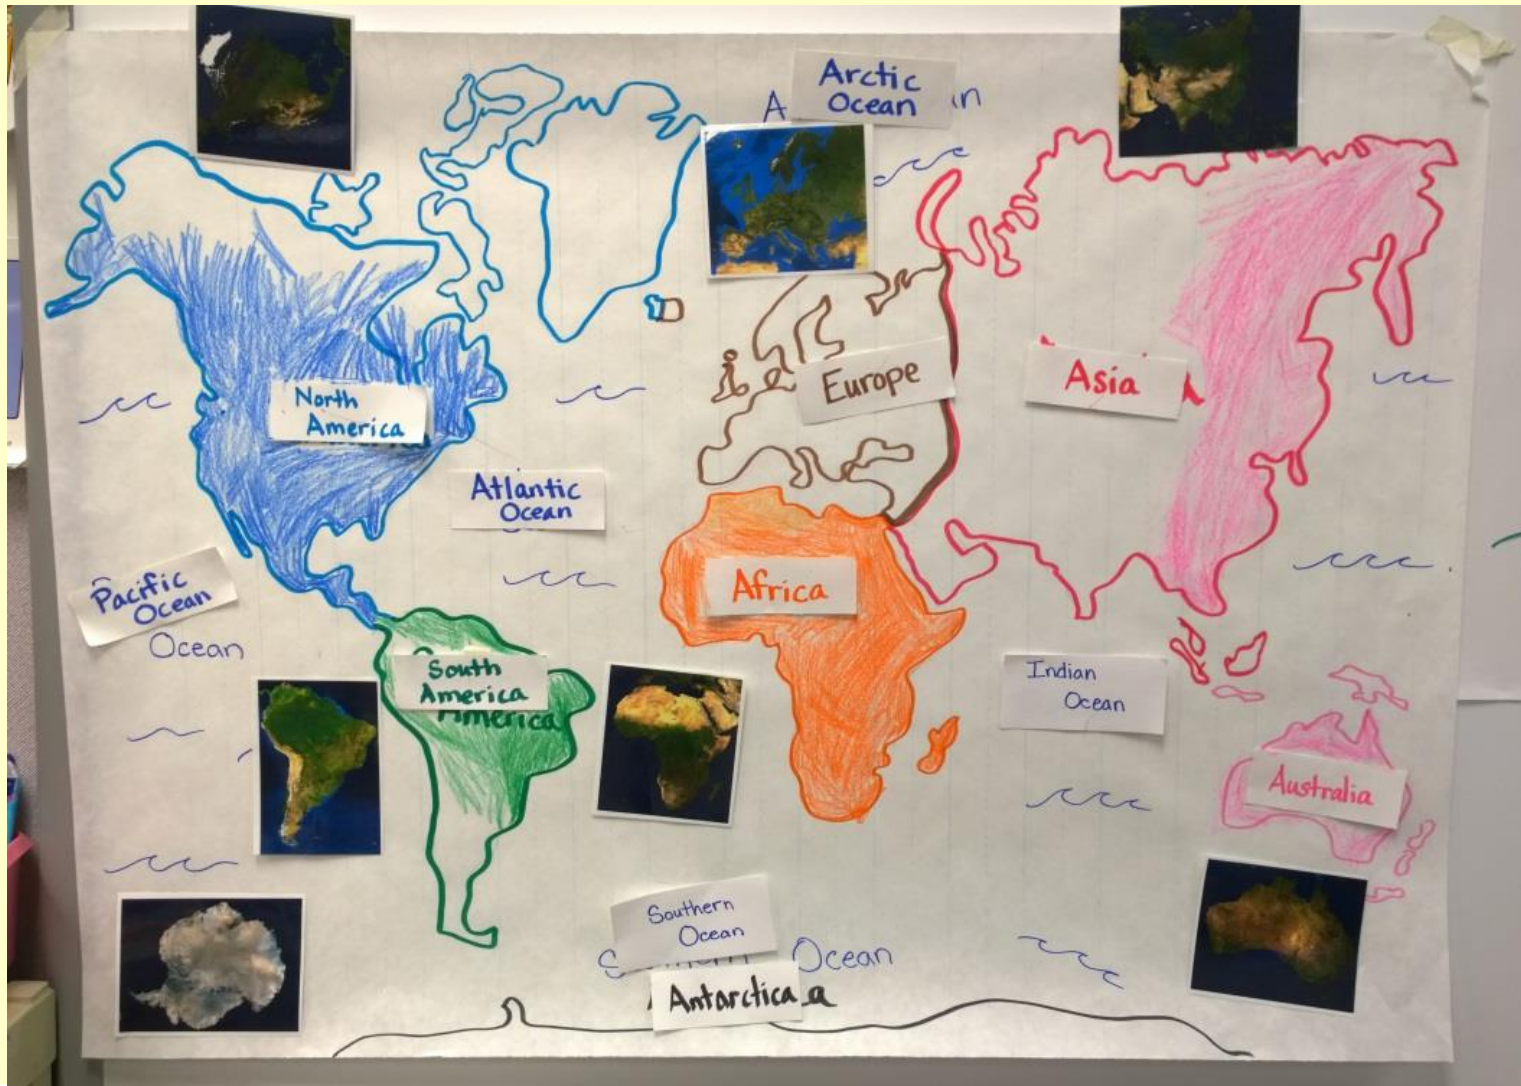 Arctic
Ocean
North
America
Europe
Asia
Atlantic
Ocean
Pacific
Ocean
Ocean
Africa
South
America
America
Indian
Ocean
Australia
Southern
Ocean
Ocean
Antarctica